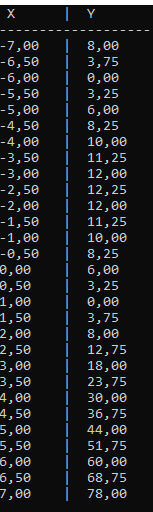 X | Y
-------------------
-7,00 | 8,00
-6,50 | 3,75
-6,00 | 0,00
-5,50 | 3,25
-5,00 | 6,00
-4,50 | 8,25
-4,00 | 10,00
-3,50 | 11,25
-3,00 | 12,00
-2,50 | 12,25
-2,00 | 12,00
-1,50 | 11,25
-1,00 | 10,00
-0,50 | 8,25
0,00 | 6,00
0,50 | 3,25
1,00 | 0,00
1,50 | 3,75
2,00 | 8,00
2,50 | 12,75
3,00 | 18,00
3,50 | 23,75
4,00 | 30,00
4,50 | 36,75
5,00 | 44,00
5,50 | 51,75
6,00 | 60,00
6,50 | 68,75
7,00 | 78,00